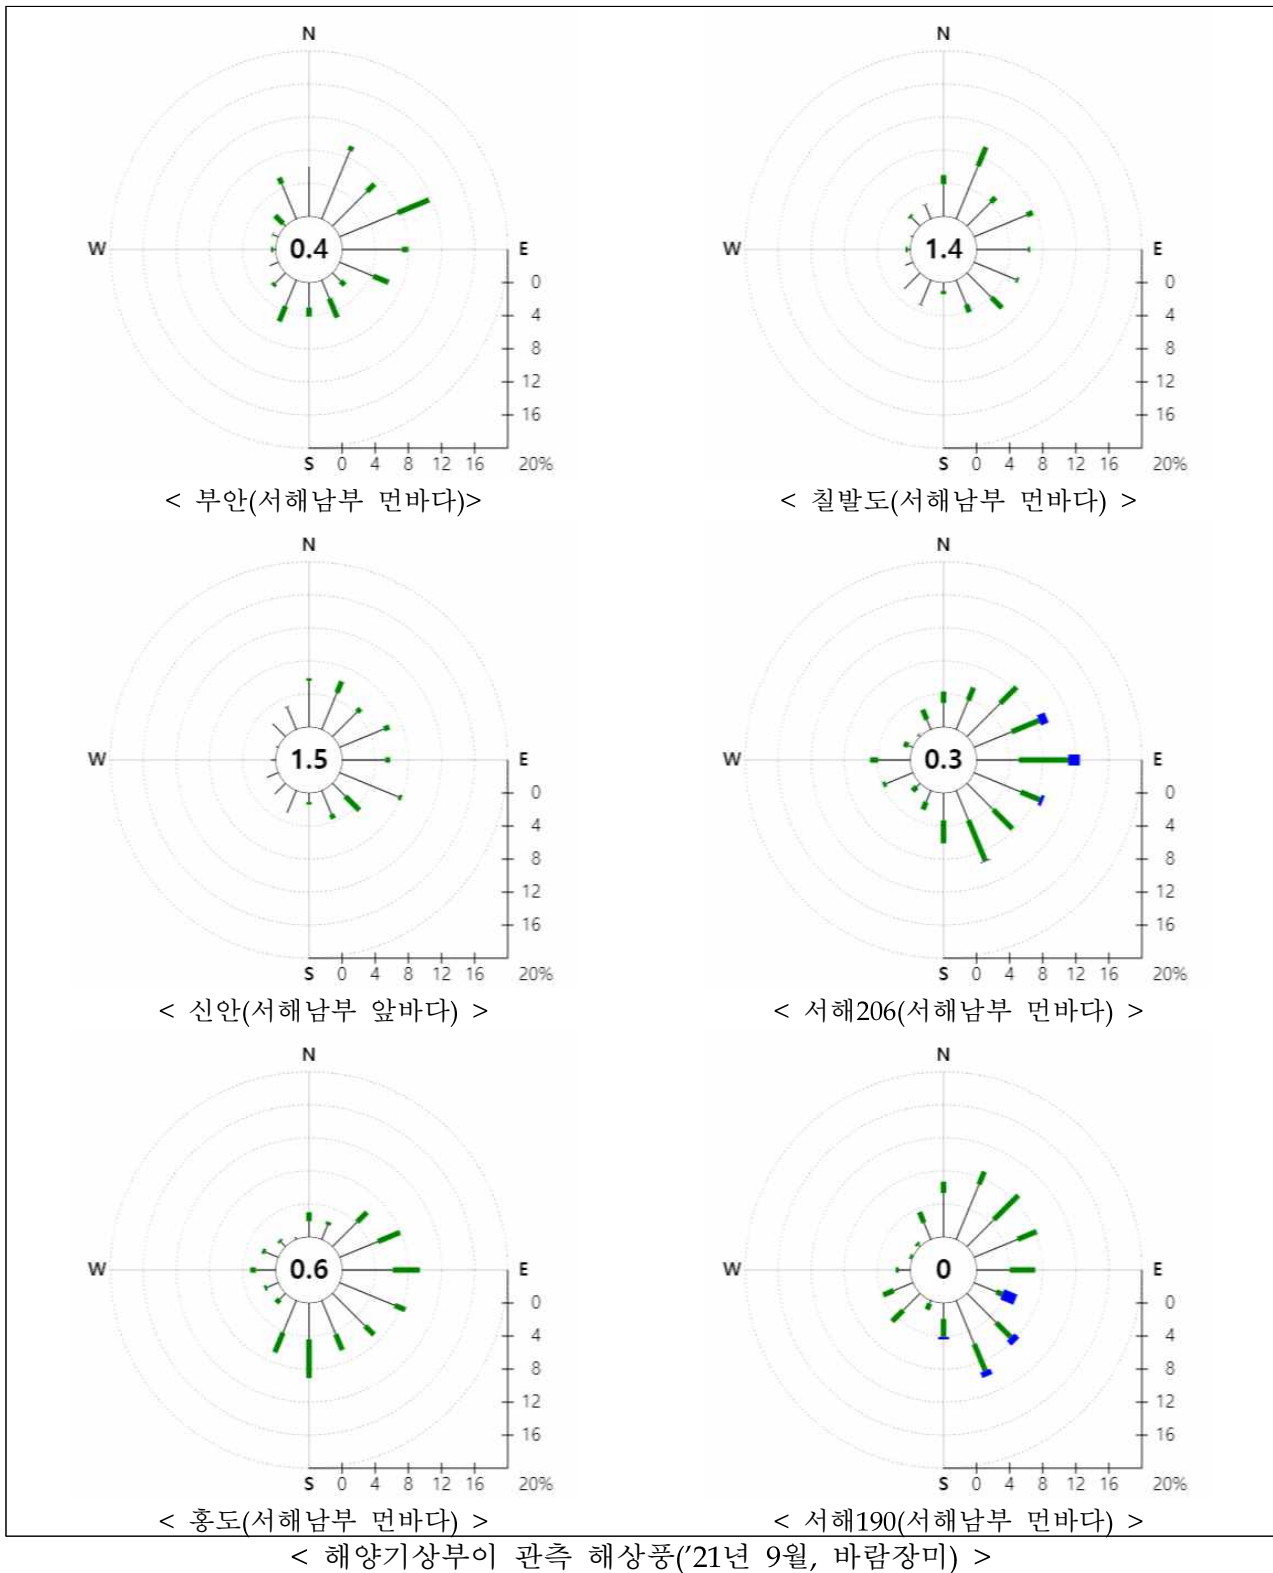 N
N
0.4
1.4
W
E
W
E
0
0
4
4
8
8
12
12
16
16
S 0 4 8 12 16 20%
S 0 4 8 12 16 20%
< 부안(서해남부 먼바다)>
< 칠발도(서해남부 먼바다) >
N
N
1.5
0.3
W
E
W
E
0
0
4
4
8
8
12
12
16
16
S 0 4 8 12 16 20%
S 0 4 8 12 16 20%
< 신안(서해남부 앞바다) >
< 서해206(서해남부 먼바다) >
N
N
0.6
0
W
E
W
E
0
0
4
4
8
8
12
12
16
16
S 0 4 8 12 16 20%
S 0 4 8 12 16 20%
< 홍도(서해남부 먼바다) >
< 서해190(서해남부 먼바다) >
< 해양기상부이 관측 해상풍(’21년 9월, 바람장미) >